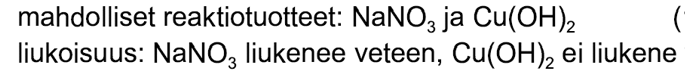 mahdolliset reaktiotuotteet: NaNO₃ ja Cu(OH)₂ (
liukoisuus: NaNO₃ liukenee veteen, Cu(OH)₂ ei liukene